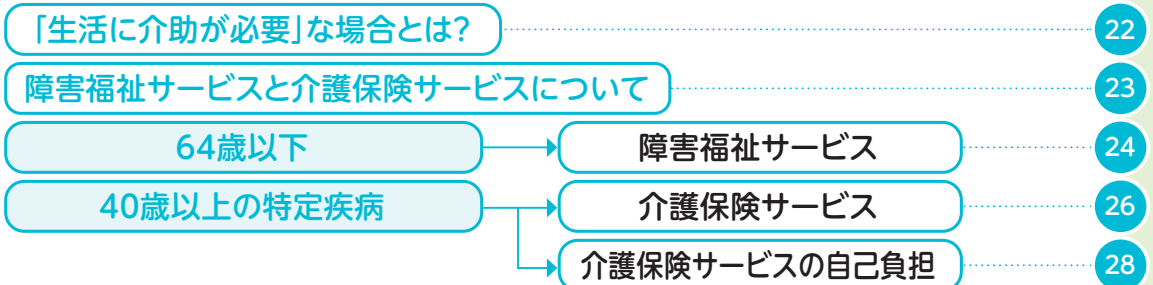 「生活に介助が必要」な場合とは? 22
障害福祉サービスと介護保険サービスについて 23
64歳以下 障害福祉サービス 24
40歳以上の特定疾病 介護保険サービス 26
介護保険サービスの自己負担 28